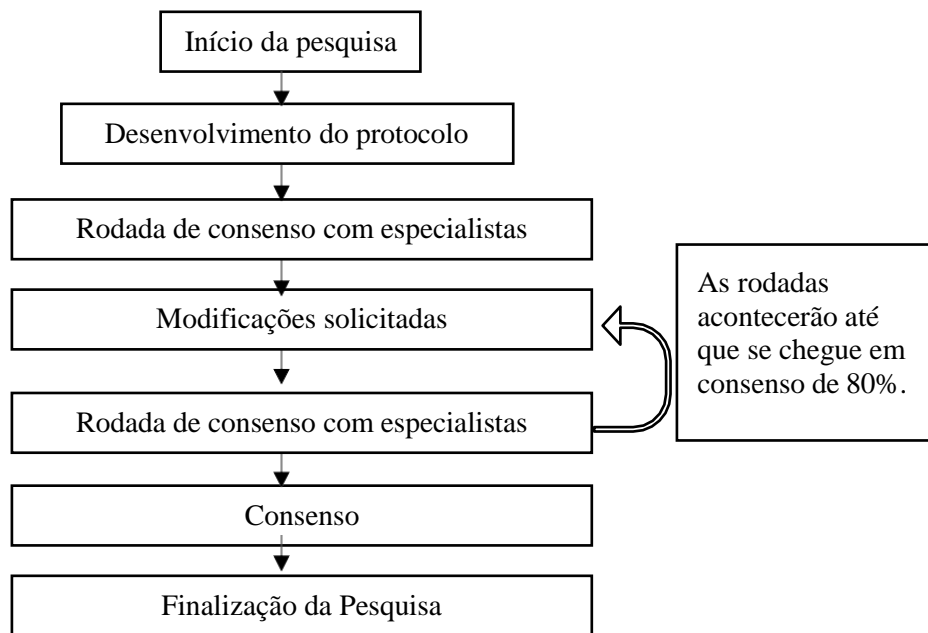 Início da pesquisa
Desenvolvimento do protocolo
Rodada de consenso com especialistas
Modificações solicitadas
Rodada de consenso com especialistas
As rodadas
acontecerão até
que se chegue em
consenso de 80%.
Consenso
Finalização da Pesquisa